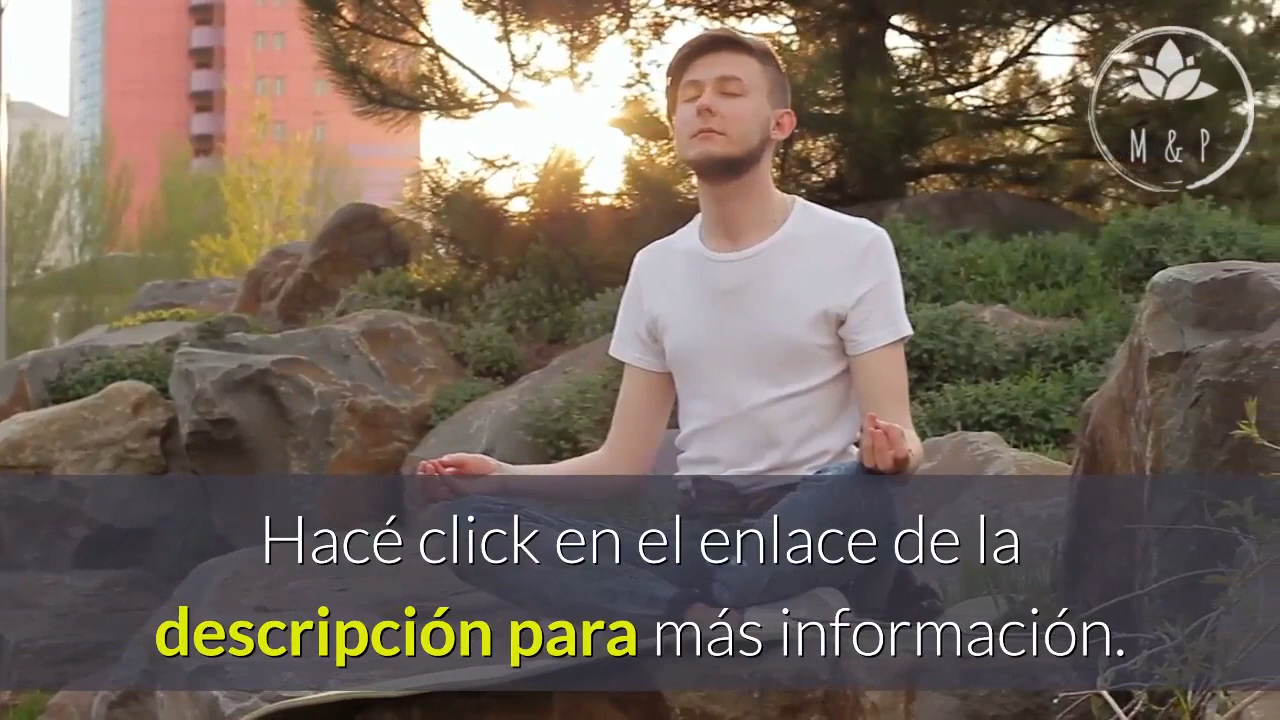 M & P
Hacé click en el enlace de la
descripción para más información.